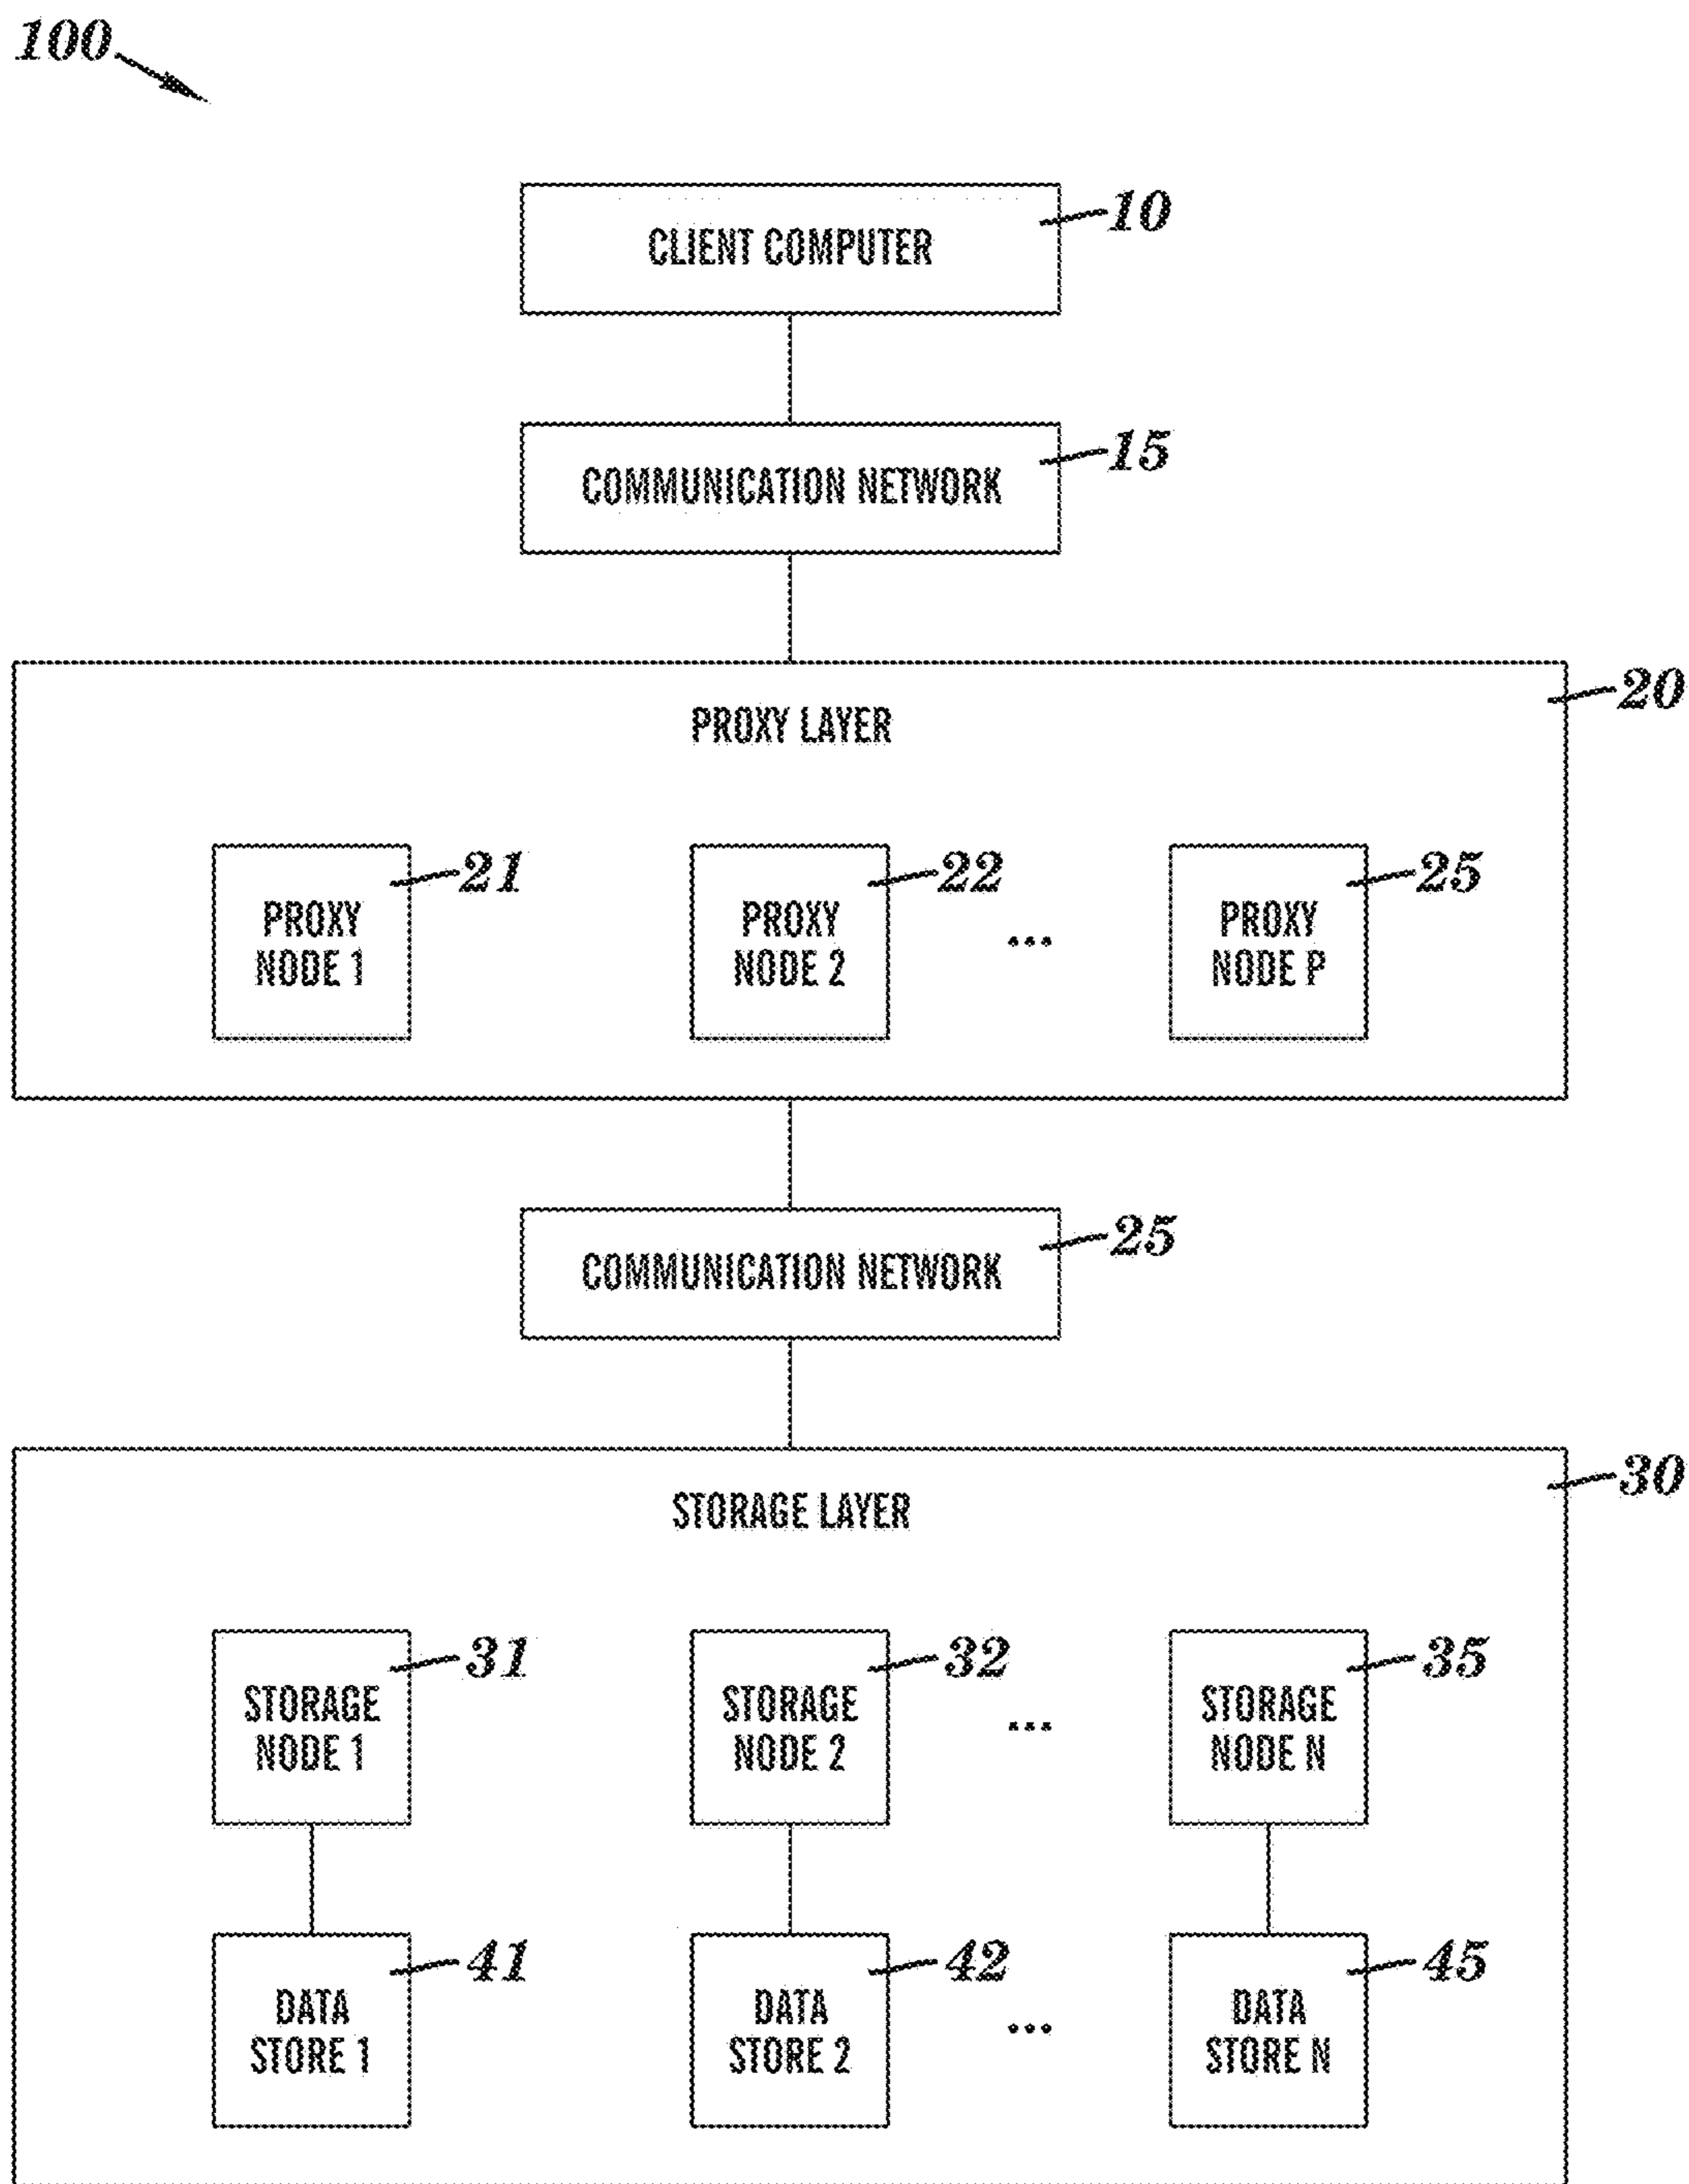 100
CLIENT COMPUTER
10
COMMUNICATION NETWORK
15
PROXY LAYER
20
PROXY
NODE 1
21
PROXY
NODE 2
22
...
PROXY
NODE P
25
COMMUNICATION NETWORK
25
STORAGE LAYER
30
STORAGE
NODE 1
31
STORAGE
NODE 2
32
...
STORAGE
NODE N
35
DATA
STORE 1
41
DATA
STORE 2
42
...
DATA
STORE N
45